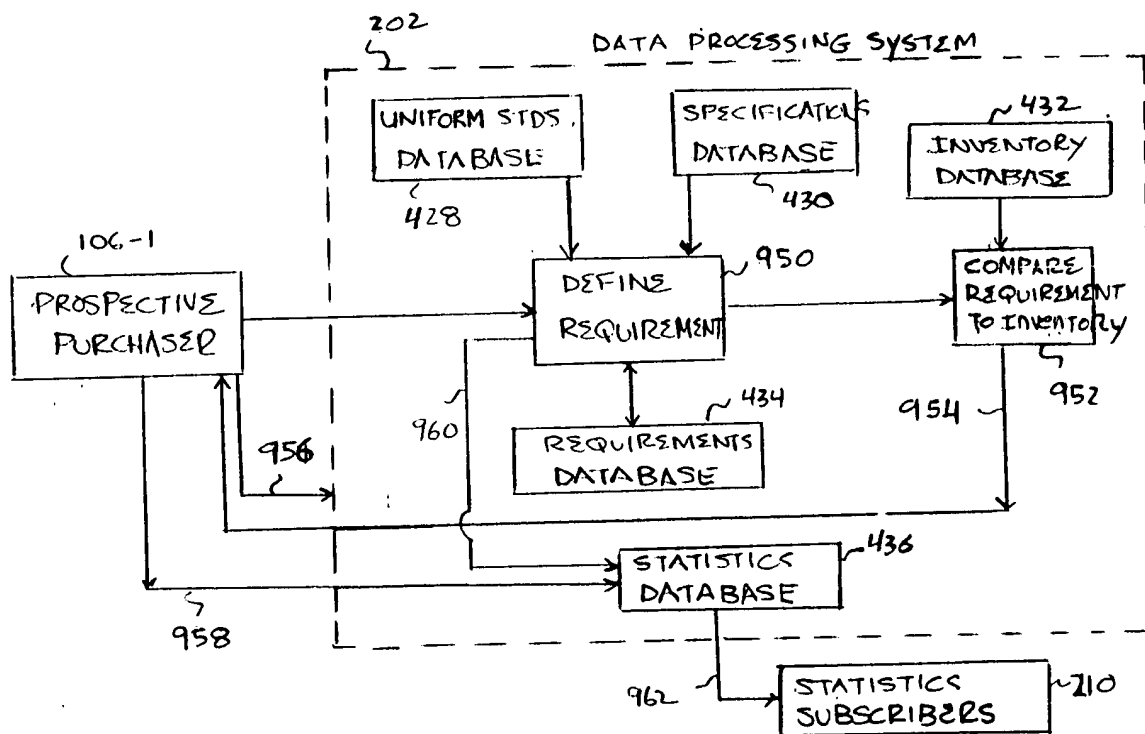 202
DATA PROCESSING SYSTEM
UNIFORM STDS.
DATABASE
428
SPECIFICATIONS
DATABASE
430
432
INVENTORY
DATABASE
106-1
PROSPECTIVE
PURCHASER
DEFINE
REQUIREMENT
950
COMPARE
REQUIREMENT
TO INVENTORY
952
954
960
434
REQUIREMENTS
DATABASE
956
STATISTICS
DATABASE
436
958
962
STATISTICS
SUBSCRIBERS
210